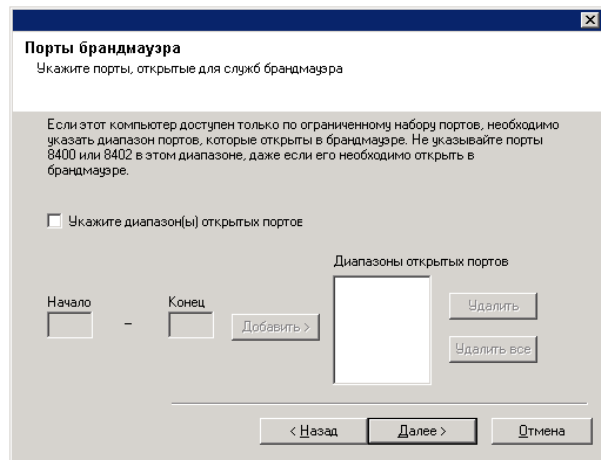 Порты брандмауэра
Укажите порты, открытые для служб брандмауэра
Если этот компьютер доступен только по ограниченному набору портов, необходимо
указать диапазон портов, которые открыты в брандмауэре. Не указывайте порты
8400 или 8402 в этом диапазоне, даже если его необходимо открыть в
брандмауэре.
Укажите диапазон(ы) открытых портов
Диапазоны открытых портов
Начало
Конец
–
Добавить >
Удалить
Удалить все
< Назад
Далее >
Отмена